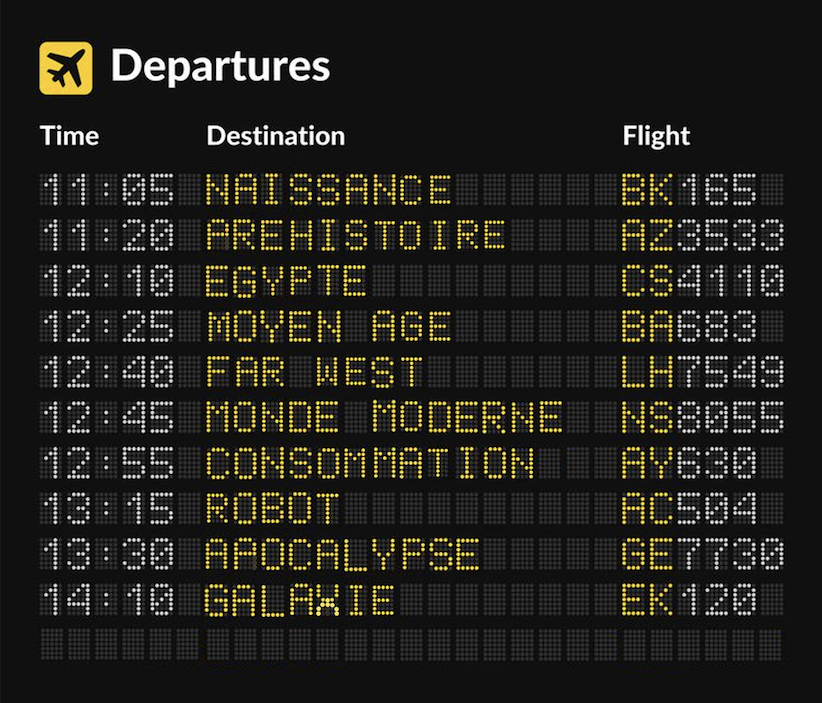 Departures
Time Destination Flight
11:05 NAISSANCE BK165
11:20 PREHISTOIRE AZ3533
12:10 EGYPTE CS4110
12:25 MOYEN AGE BA683
12:40 FAR WEST LH7549
12:45 MONDE MODERNE NS8055
12:55 CONSOMMATION AY630
13:15 ROBOT AC504
13:30 APOCALYPSE GE7730
14:10 GALAXIE EK120